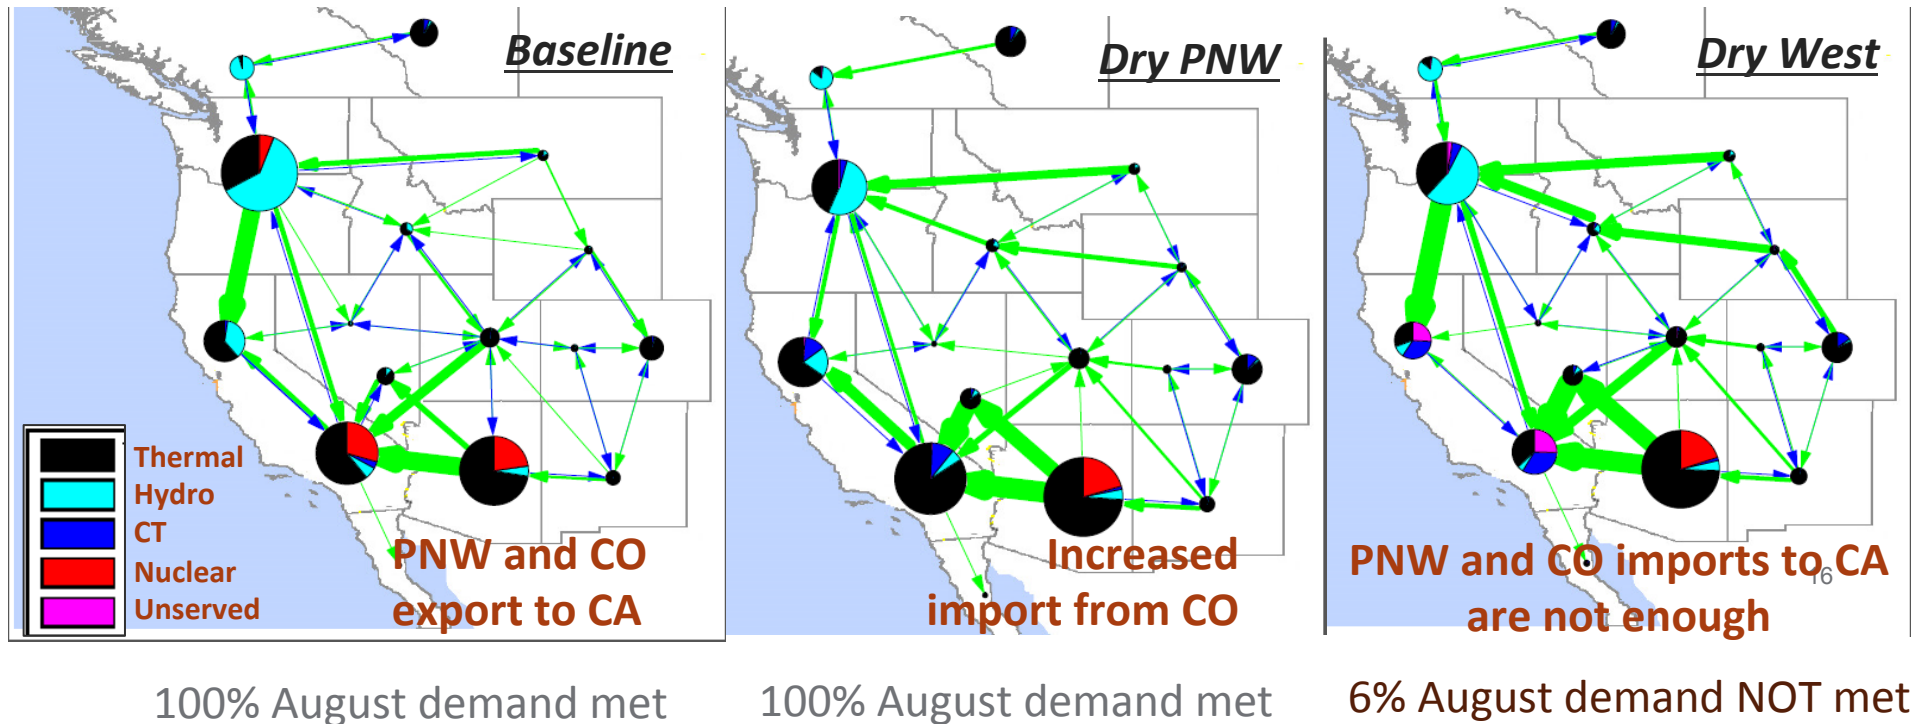 Baseline
Dry PNW
Dry West
Thermal
Hydro
CT
Nuclear
Unserved
PNW and CO
export to CA
Increased
import from CO
PNW and CO imports to CA
are not enough
16
100% August demand met
100% August demand met
6% August demand NOT met